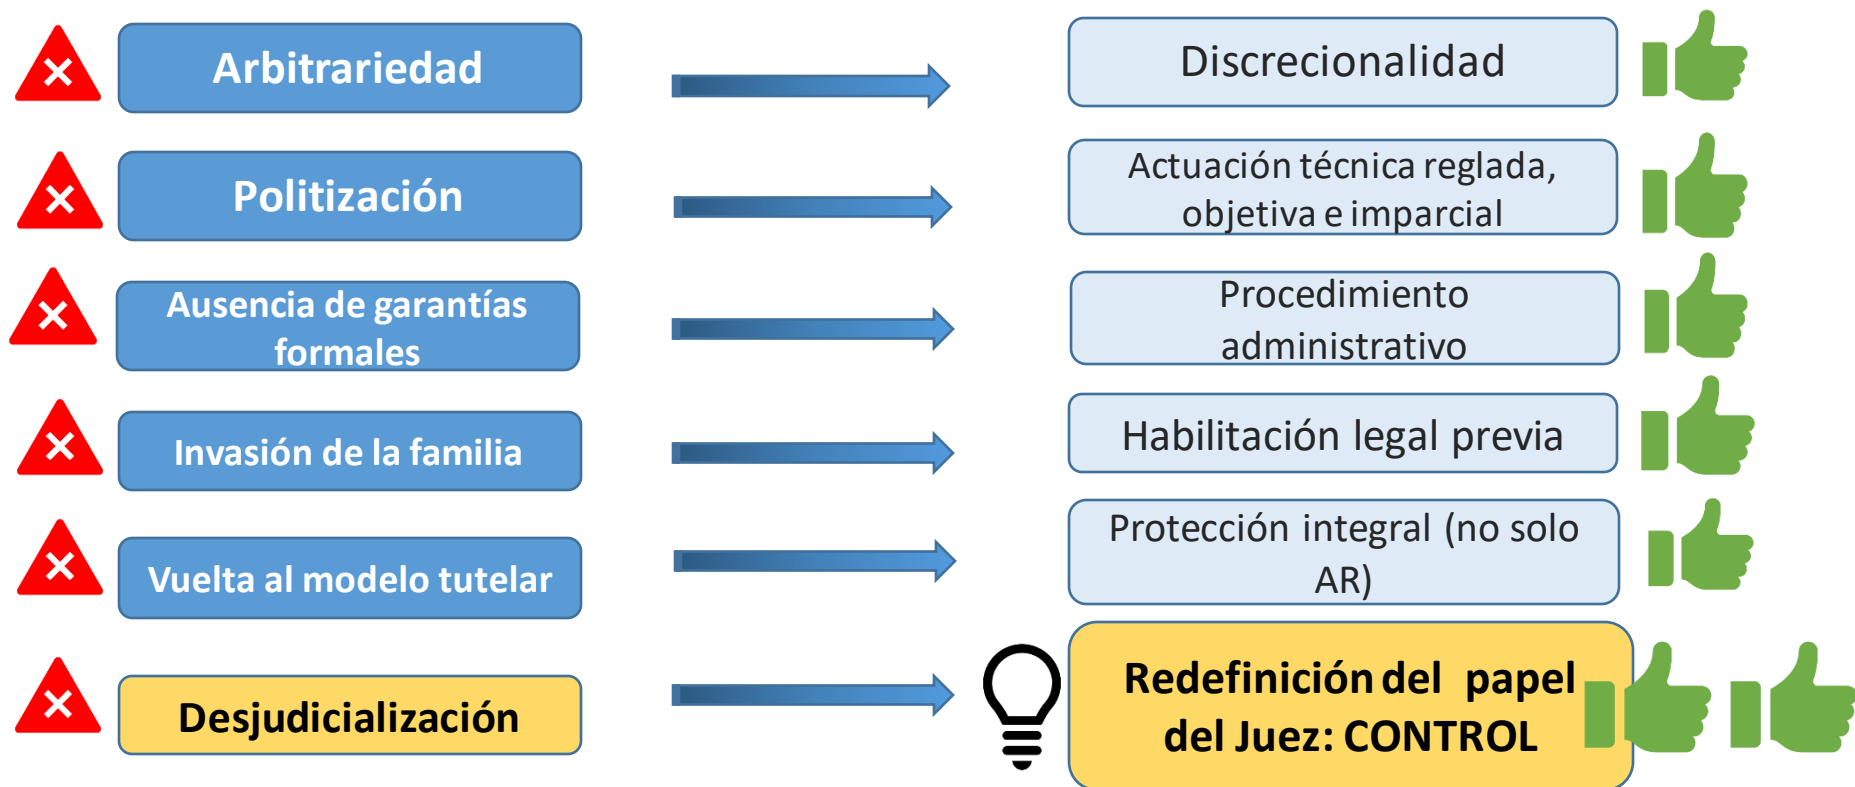 Arbitrariedad
Discrecionalidad
Politización
Actuación técnica reglada,
objetiva e imparcial
Ausencia de garantías
formales
Procedimiento
administrativo
Invasión de la familia
Habilitación legal previa
Vuelta al modelo tutelar
Protección integral (no solo
AR)
Desjudicialización
Redefinición del papel
del Juez: CONTROL